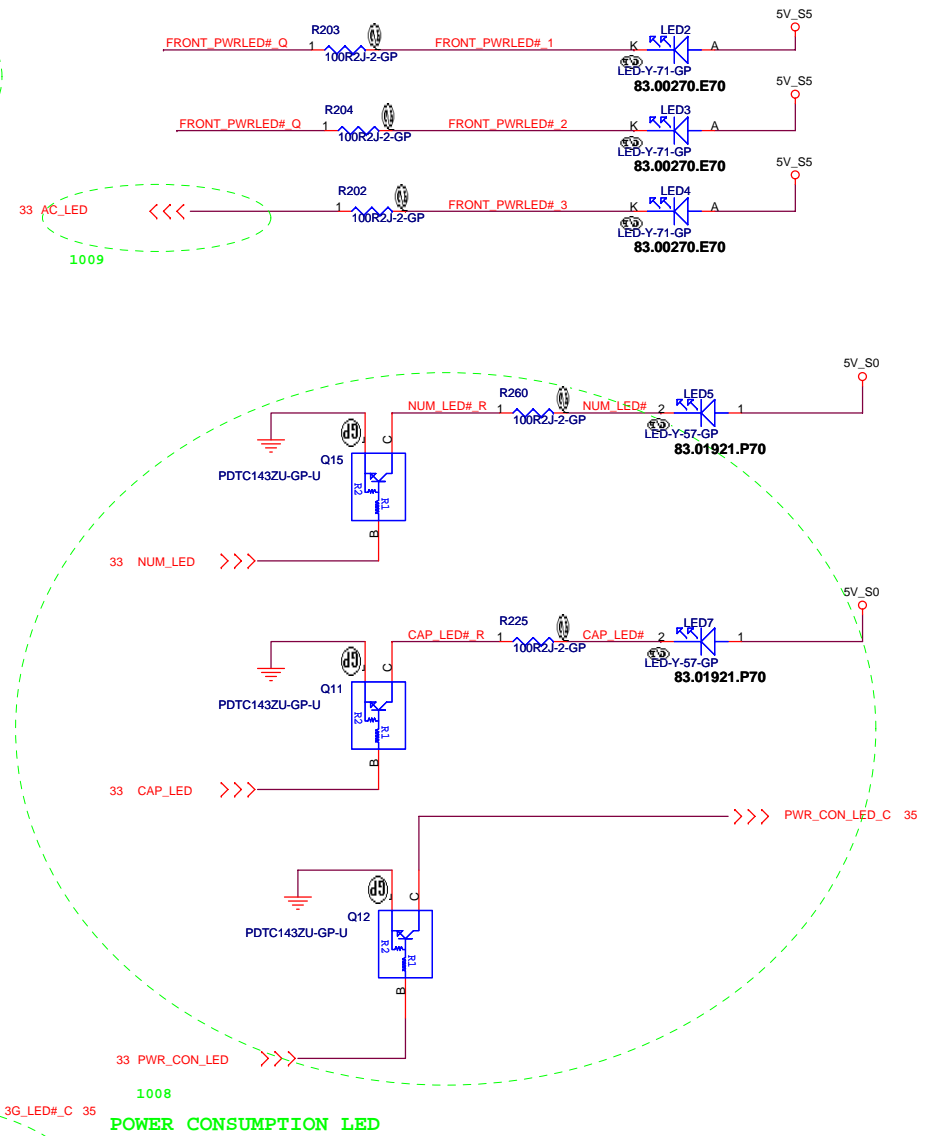 R203
5V_S5
FRONT_PWRLED#_Q 1 FRONT_PWRLED#_1 K LED2 A
100R2J-2-GP
LED-Y-71-GP
83.00270.E70
5V_S5
R204
FRONT_PWRLED#_Q 1 FRONT_PWRLED#_2 K LED3 A
100R2J-2-GP
LED-Y-71-GP
83.00270.E70
5V_S5
R202
33 AC_LED 1 FRONT_PWRLED#_3 K LED4 A
100R2J-2-GP
LED-Y-71-GP
83.00270.E70
1009
5V_S0
R260
NUM_LED#_R 1 NUM_LED# 2 LED5 1
100R2J-2-GP
LED-Y-57-GP
83.01921.P70
GP
C
Q15
PDTC143ZU-GP-U
R2
R1
B
33 NUM_LED
5V_S0
R225
CAP_LED#_R 1 CAP_LED# 2 LED7 1
100R2J-2-GP
LED-Y-57-GP
83.01921.P70
GP
C
Q11
PDTC143ZU-GP-U
R2
R1
B
33 CAP_LED
PWR_CON_LED_C 35
GP
C
Q12
PDTC143ZU-GP-U
R2
R1
B
33 PWR_CON_LED
1008
3G_LED#_C 35
POWER CONSUMPTION LED